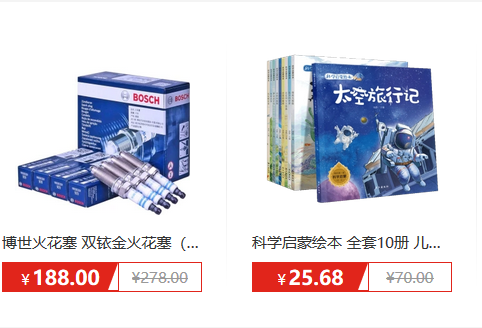 BOSCH
太空旅行记
博世火花塞 双铱金火花塞（...
¥188.00 ¥278.00
科学启蒙绘本 全套10册 儿...
¥25.68 ¥70.00